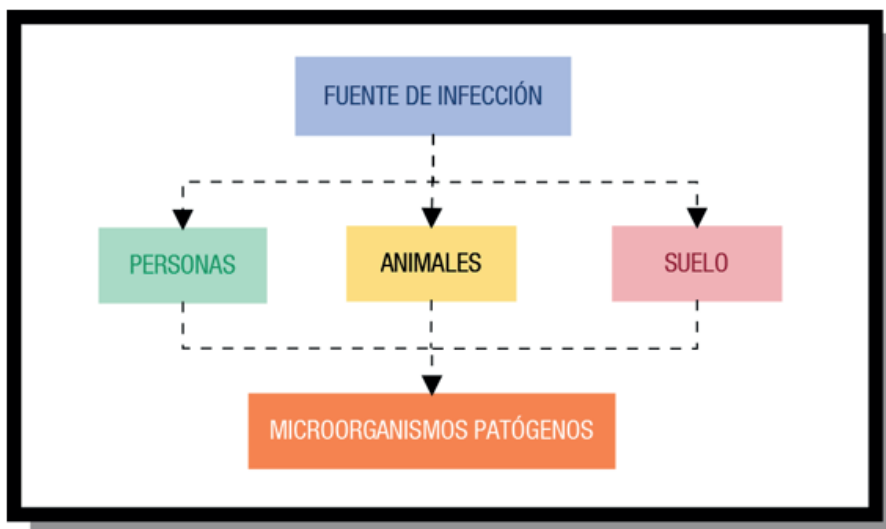 FUENTE DE INFECCIÓN
PERSONAS
ANIMALES
SUELO
MICROORGANISMOS PATÓGENOS